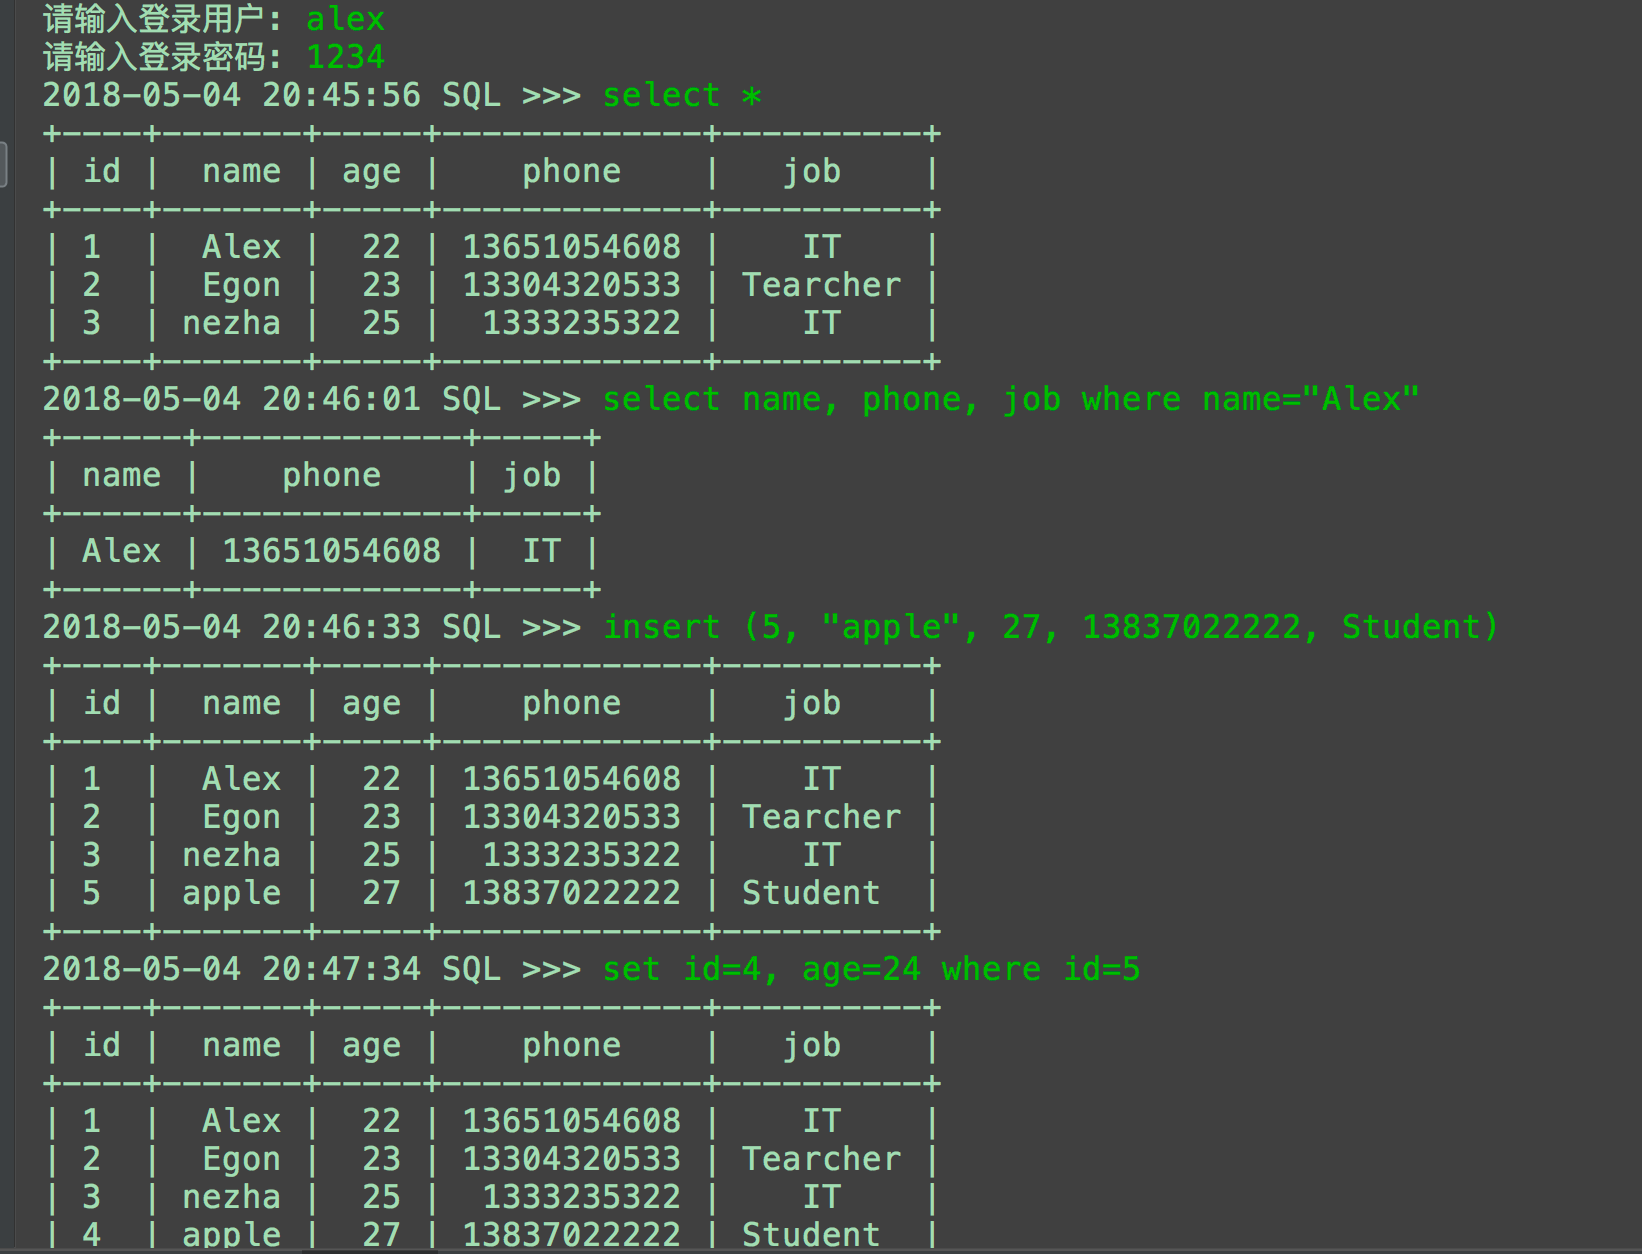 请输入登录用户: alex
请输入登录密码: 1234
2018-05-04 20:45:56 SQL >>> select *
+----+-------+-----+-------------+----------+
| id |  name | age |    phone    |   job    |
+----+-------+-----+-------------+----------+
| 1  |  Alex |  22 | 13651054608 |    IT    |
| 2  |  Egon |  23 | 13304320533 | Tearcher |
| 3  | nezha |  25 |  1333235322 |    IT    |
+----+-------+-----+-------------+----------+
2018-05-04 20:46:01 SQL >>> select name, phone, job where name="Alex"
+------+-------------+-----+
| name |    phone    | job |
+------+-------------+-----+
| Alex | 13651054608 |  IT |
+------+-------------+-----+
2018-05-04 20:46:33 SQL >>> insert (5, "apple", 27, 13837022222, Student)
+----+-------+-----+-------------+----------+
| id |  name | age |    phone    |   job    |
+----+-------+-----+-------------+----------+
| 1  |  Alex |  22 | 13651054608 |    IT    |
| 2  |  Egon |  23 | 13304320533 | Tearcher |
| 3  | nezha |  25 |  1333235322 |    IT    |
| 5  | apple |  27 | 13837022222 | Student  |
+----+-------+-----+-------------+----------+
2018-05-04 20:47:34 SQL >>> set id=4, age=24 where id=5
+----+-------+-----+-------------+----------+
| id |  name | age |    phone    |   job    |
+----+-------+-----+-------------+----------+
| 1  |  Alex |  22 | 13651054608 |    IT    |
| 2  |  Egon |  23 | 13304320533 | Tearcher |
| 3  | nezha |  25 |  1333235322 |    IT    |
| 4  | apple |  27 | 13837022222 | Student  |